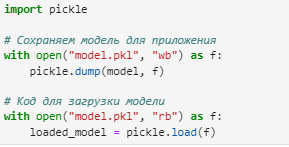 import pickle
# Сохраняем модель для приложения
with open("model.pkl", "wb") as f:
    pickle.dump(model, f)
# Код для загрузки модели
with open("model.pkl", "rb") as f:
    loaded_model = pickle.load(f)